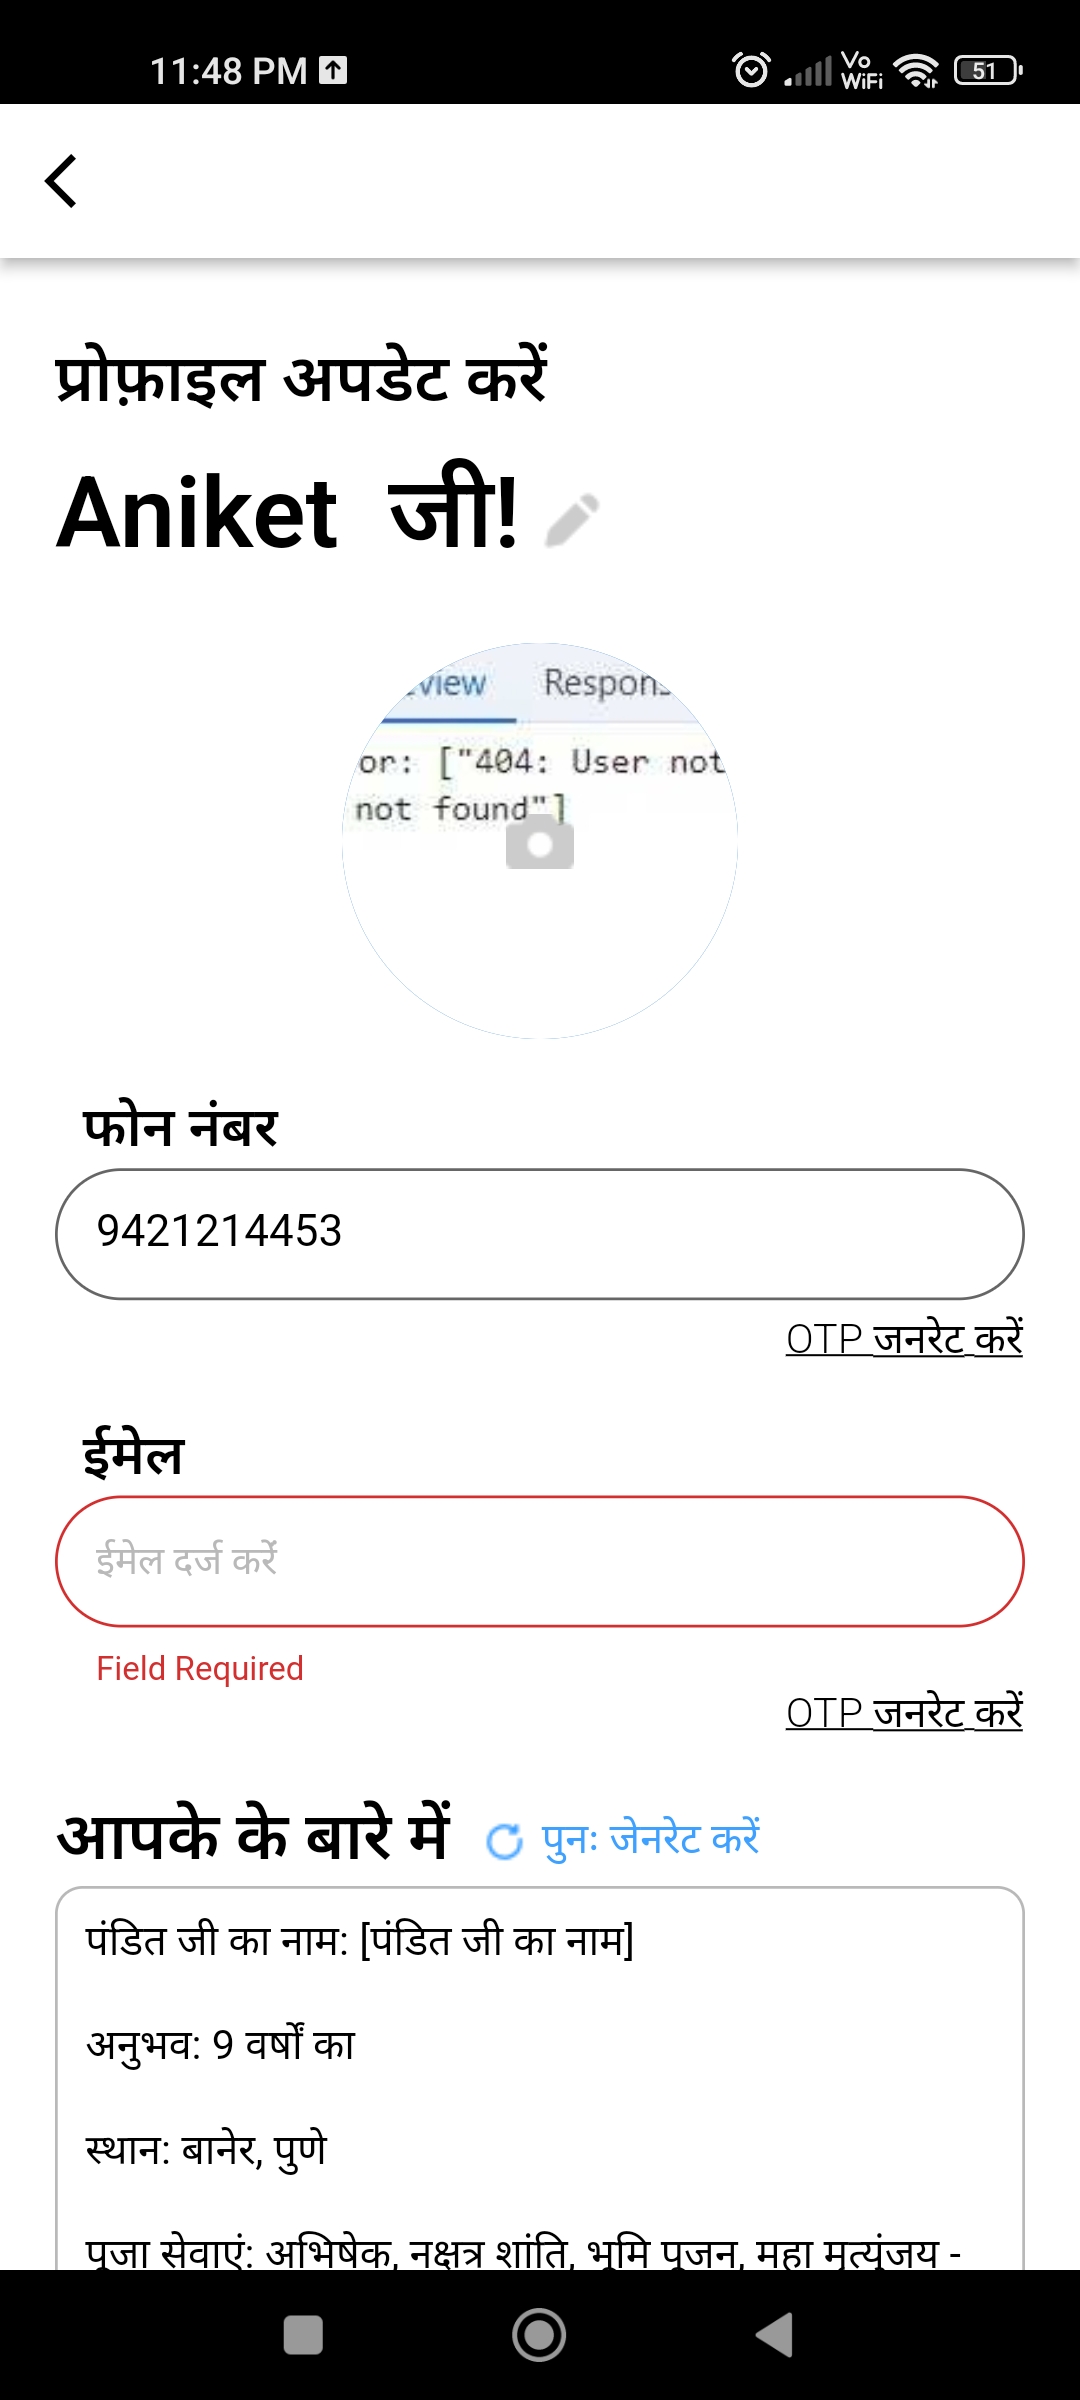 11:48 PM
Vo
WiFi
51
प्रोफ़ाइल अपडेट करें
Aniket जी!
view Respons
or: ["404: User not
not found"]
फोन नंबर
9421214453
OTP जनरेट करें
ईमेल
ईमेल दर्ज करें
Field Required
OTP जनरेट करें
आपके के बारे में पुनः जेनरेट करें
पंडित जी का नाम: [पंडित जी का नाम]
अनुभव: 9 वर्षों का
स्थान: बानेर, पुणे
पूजा सेवाएं: अभिषेक, नक्षत्र शांति, भूमि पूजन, महा मृत्युंजय -